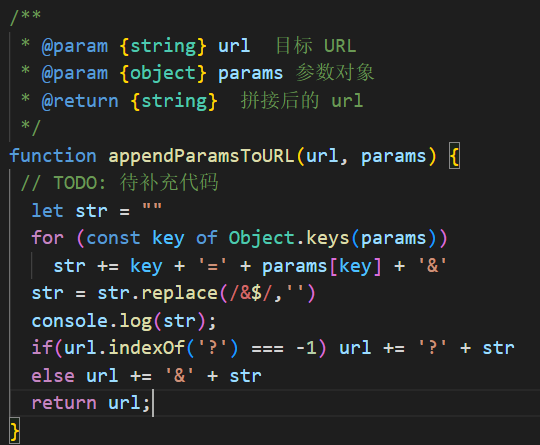 /**
 * @param {string} url  目标 URL
 * @param {object} params 参数对象
 * @return {string}  拼接后的 url
 */
function appendParamsToURL(url, params) {
 // TODO: 待补充代码
  let str = ""
  for (const key of Object.keys(params))
    str += key + '=' + params[key] + '&'
  str = str.replace(/&$/,'')
  console.log(str);
  if(url.indexOf('?') === -1) url += '?' + str
  else url += '&' + str
  return url;
}